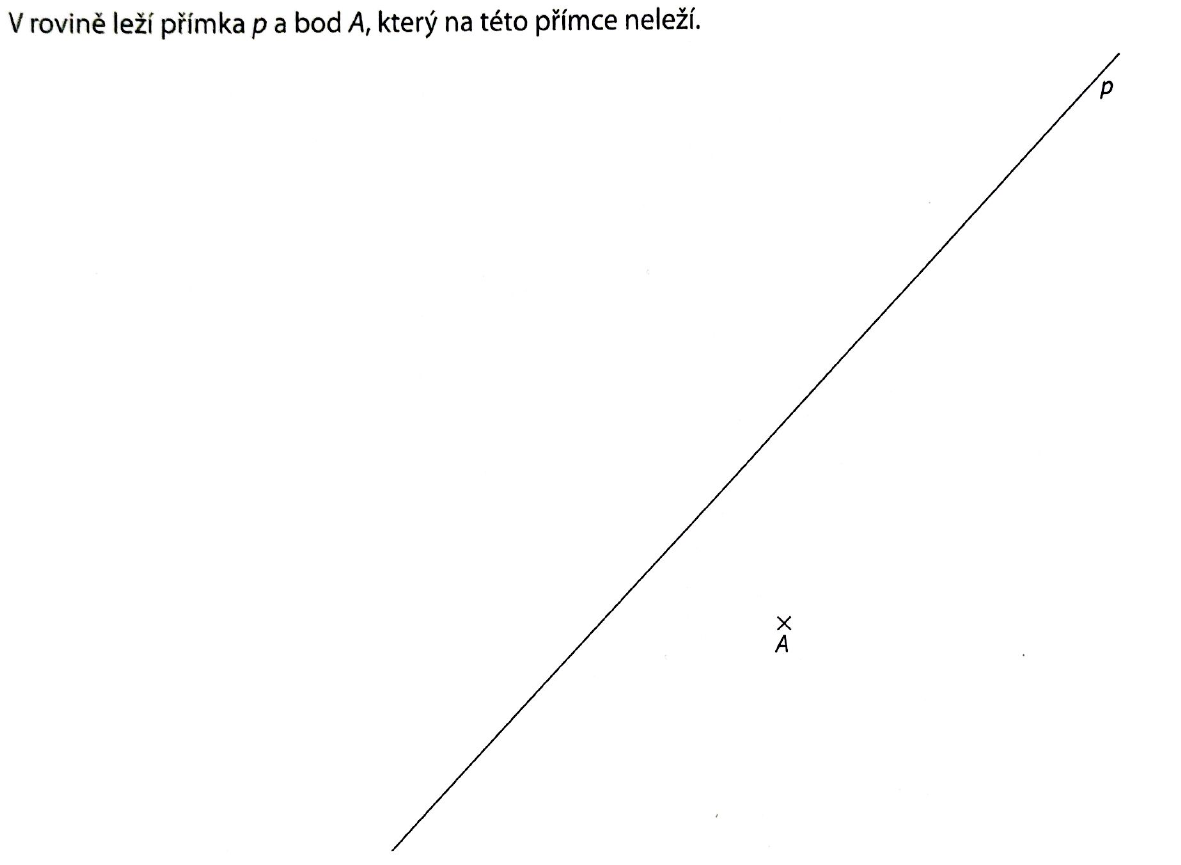 V rovině leží přímka p a bod A, který na této přímce neleží.
p
A